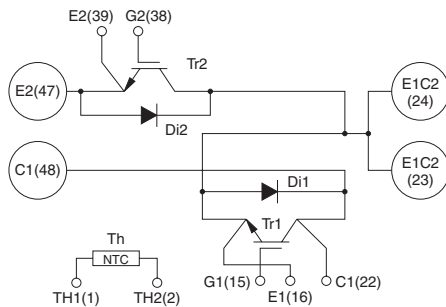 E2(39) G2(38)
Tr2
E2(47)
E1C2
(24)
Di2
C1(48)
E1C2
(23)
Di1
Tr1
Th
NTC
G1(15)
C1(22)
E1(16)
TH1(1) TH2(2)